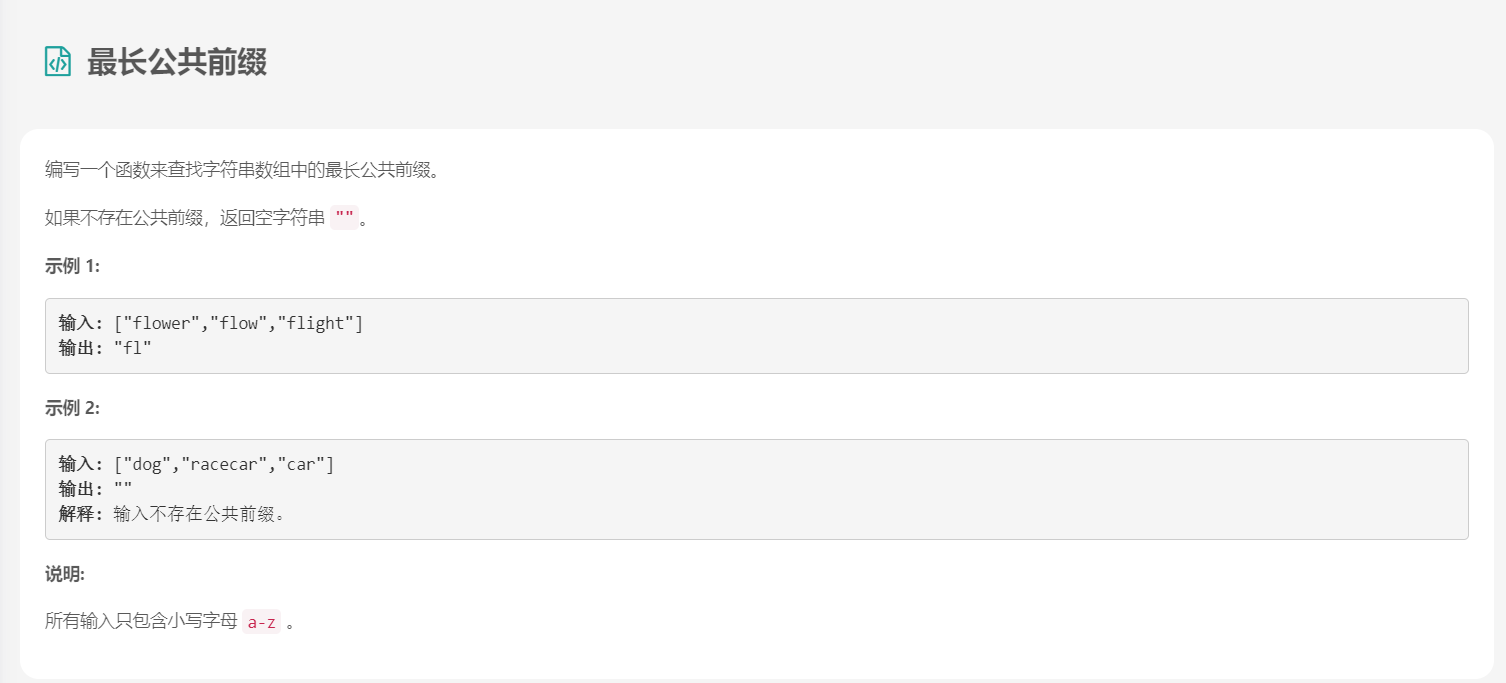 最长公共前缀
编写一个函数来查找字符串数组中的最长公共前缀。
如果不存在公共前缀，返回空字符串 ""。
示例 1:
输入: ["flower","flow","flight"]
输出: "fl"
示例 2:
输入: ["dog","racecar","car"]
输出: ""
解释: 输入不存在公共前缀。
说明:
所有输入只包含小写字母 a-z 。